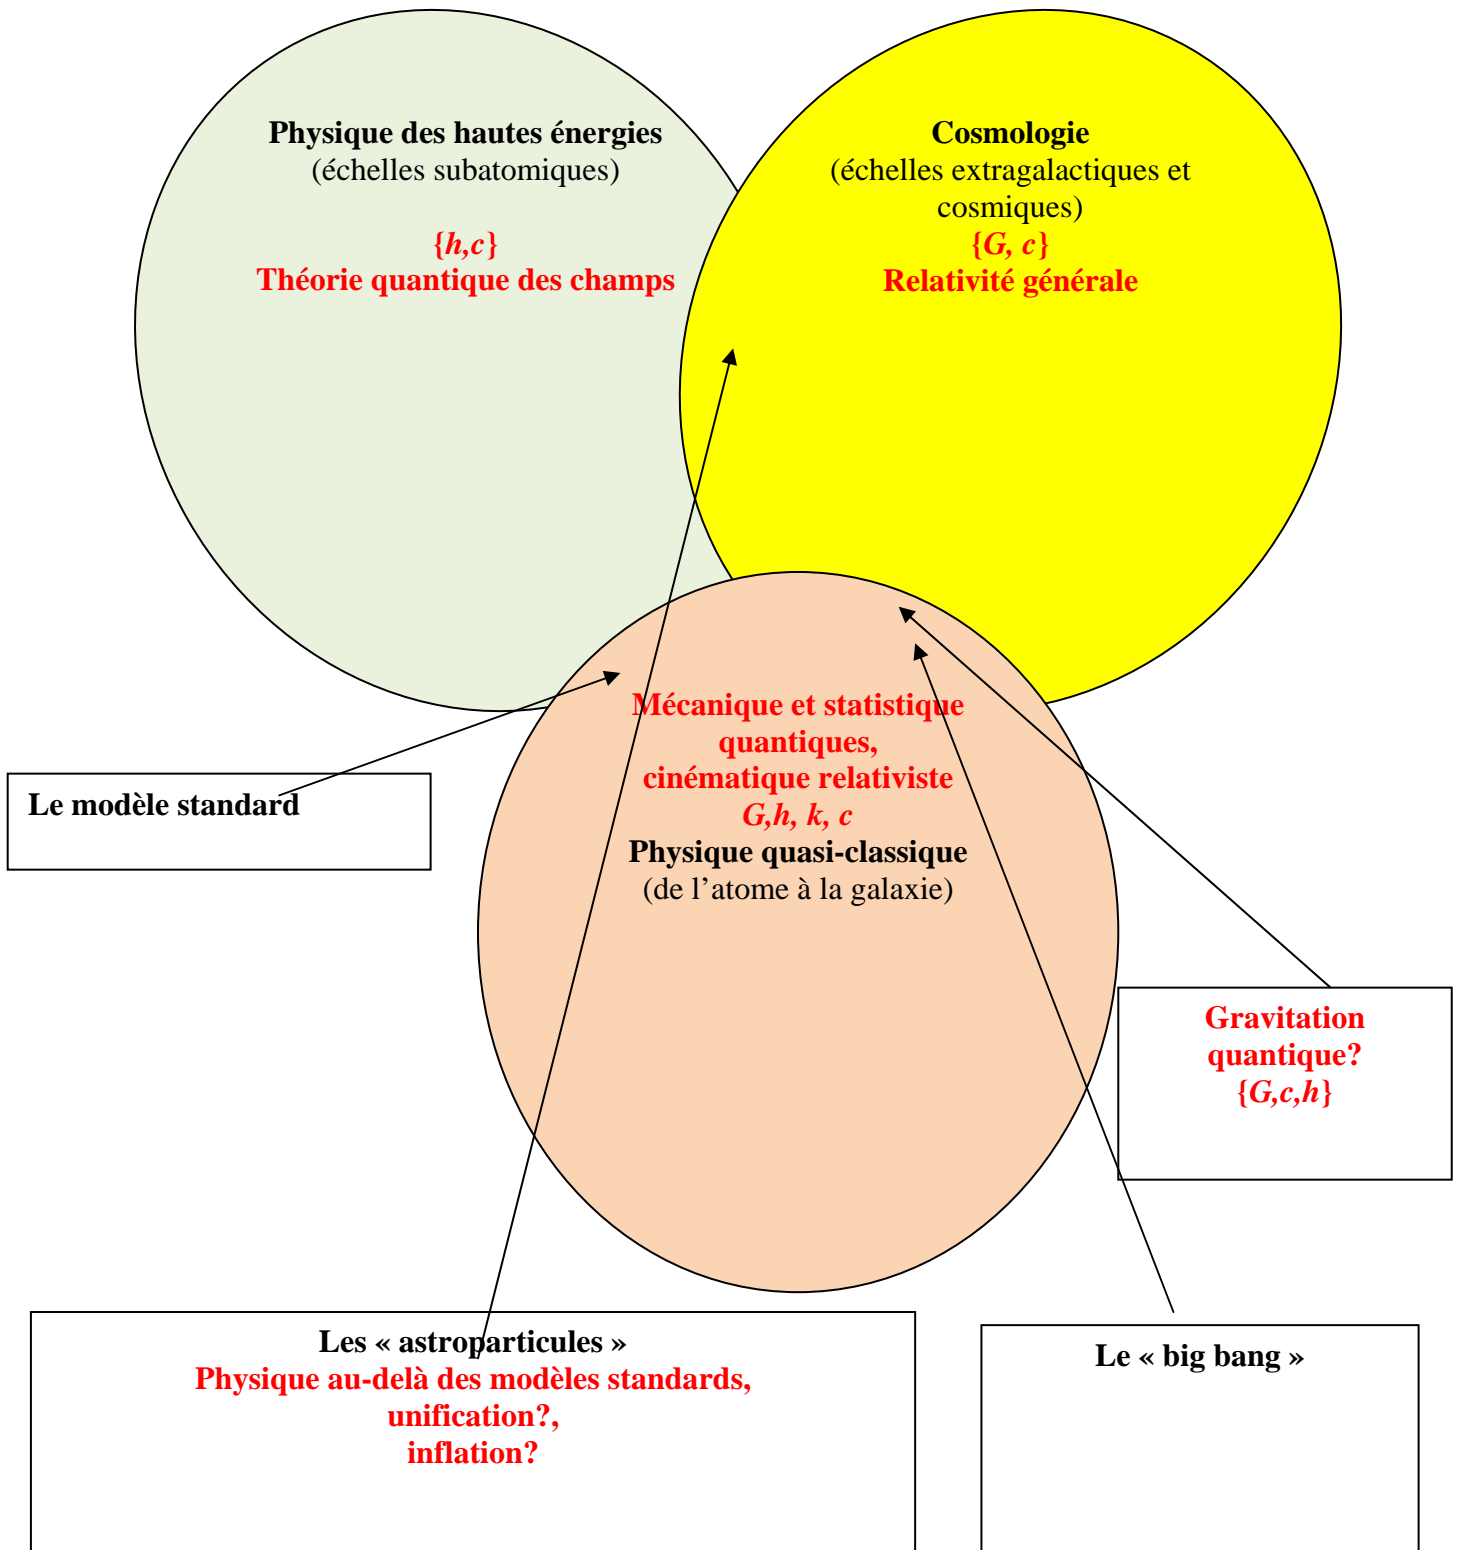 Physique des hautes énergies
(échelles subatomiques)
{h,c}
Théorie quantique des champs
Cosmologie
(échelles extragalactiques et
cosmiques)
{G, c}
Relativité générale
Mécanique et statistique
quantiques,
cinématique relativiste
G,h, k, c
Physique quasi-classique
(de l’atome à la galaxie)
Le modèle standard
Gravitation
quantique?
{G,c,h}
Les « astroparticules »
Physique au-delà des modèles standards,
unification?,
inflation?
Le « big bang »